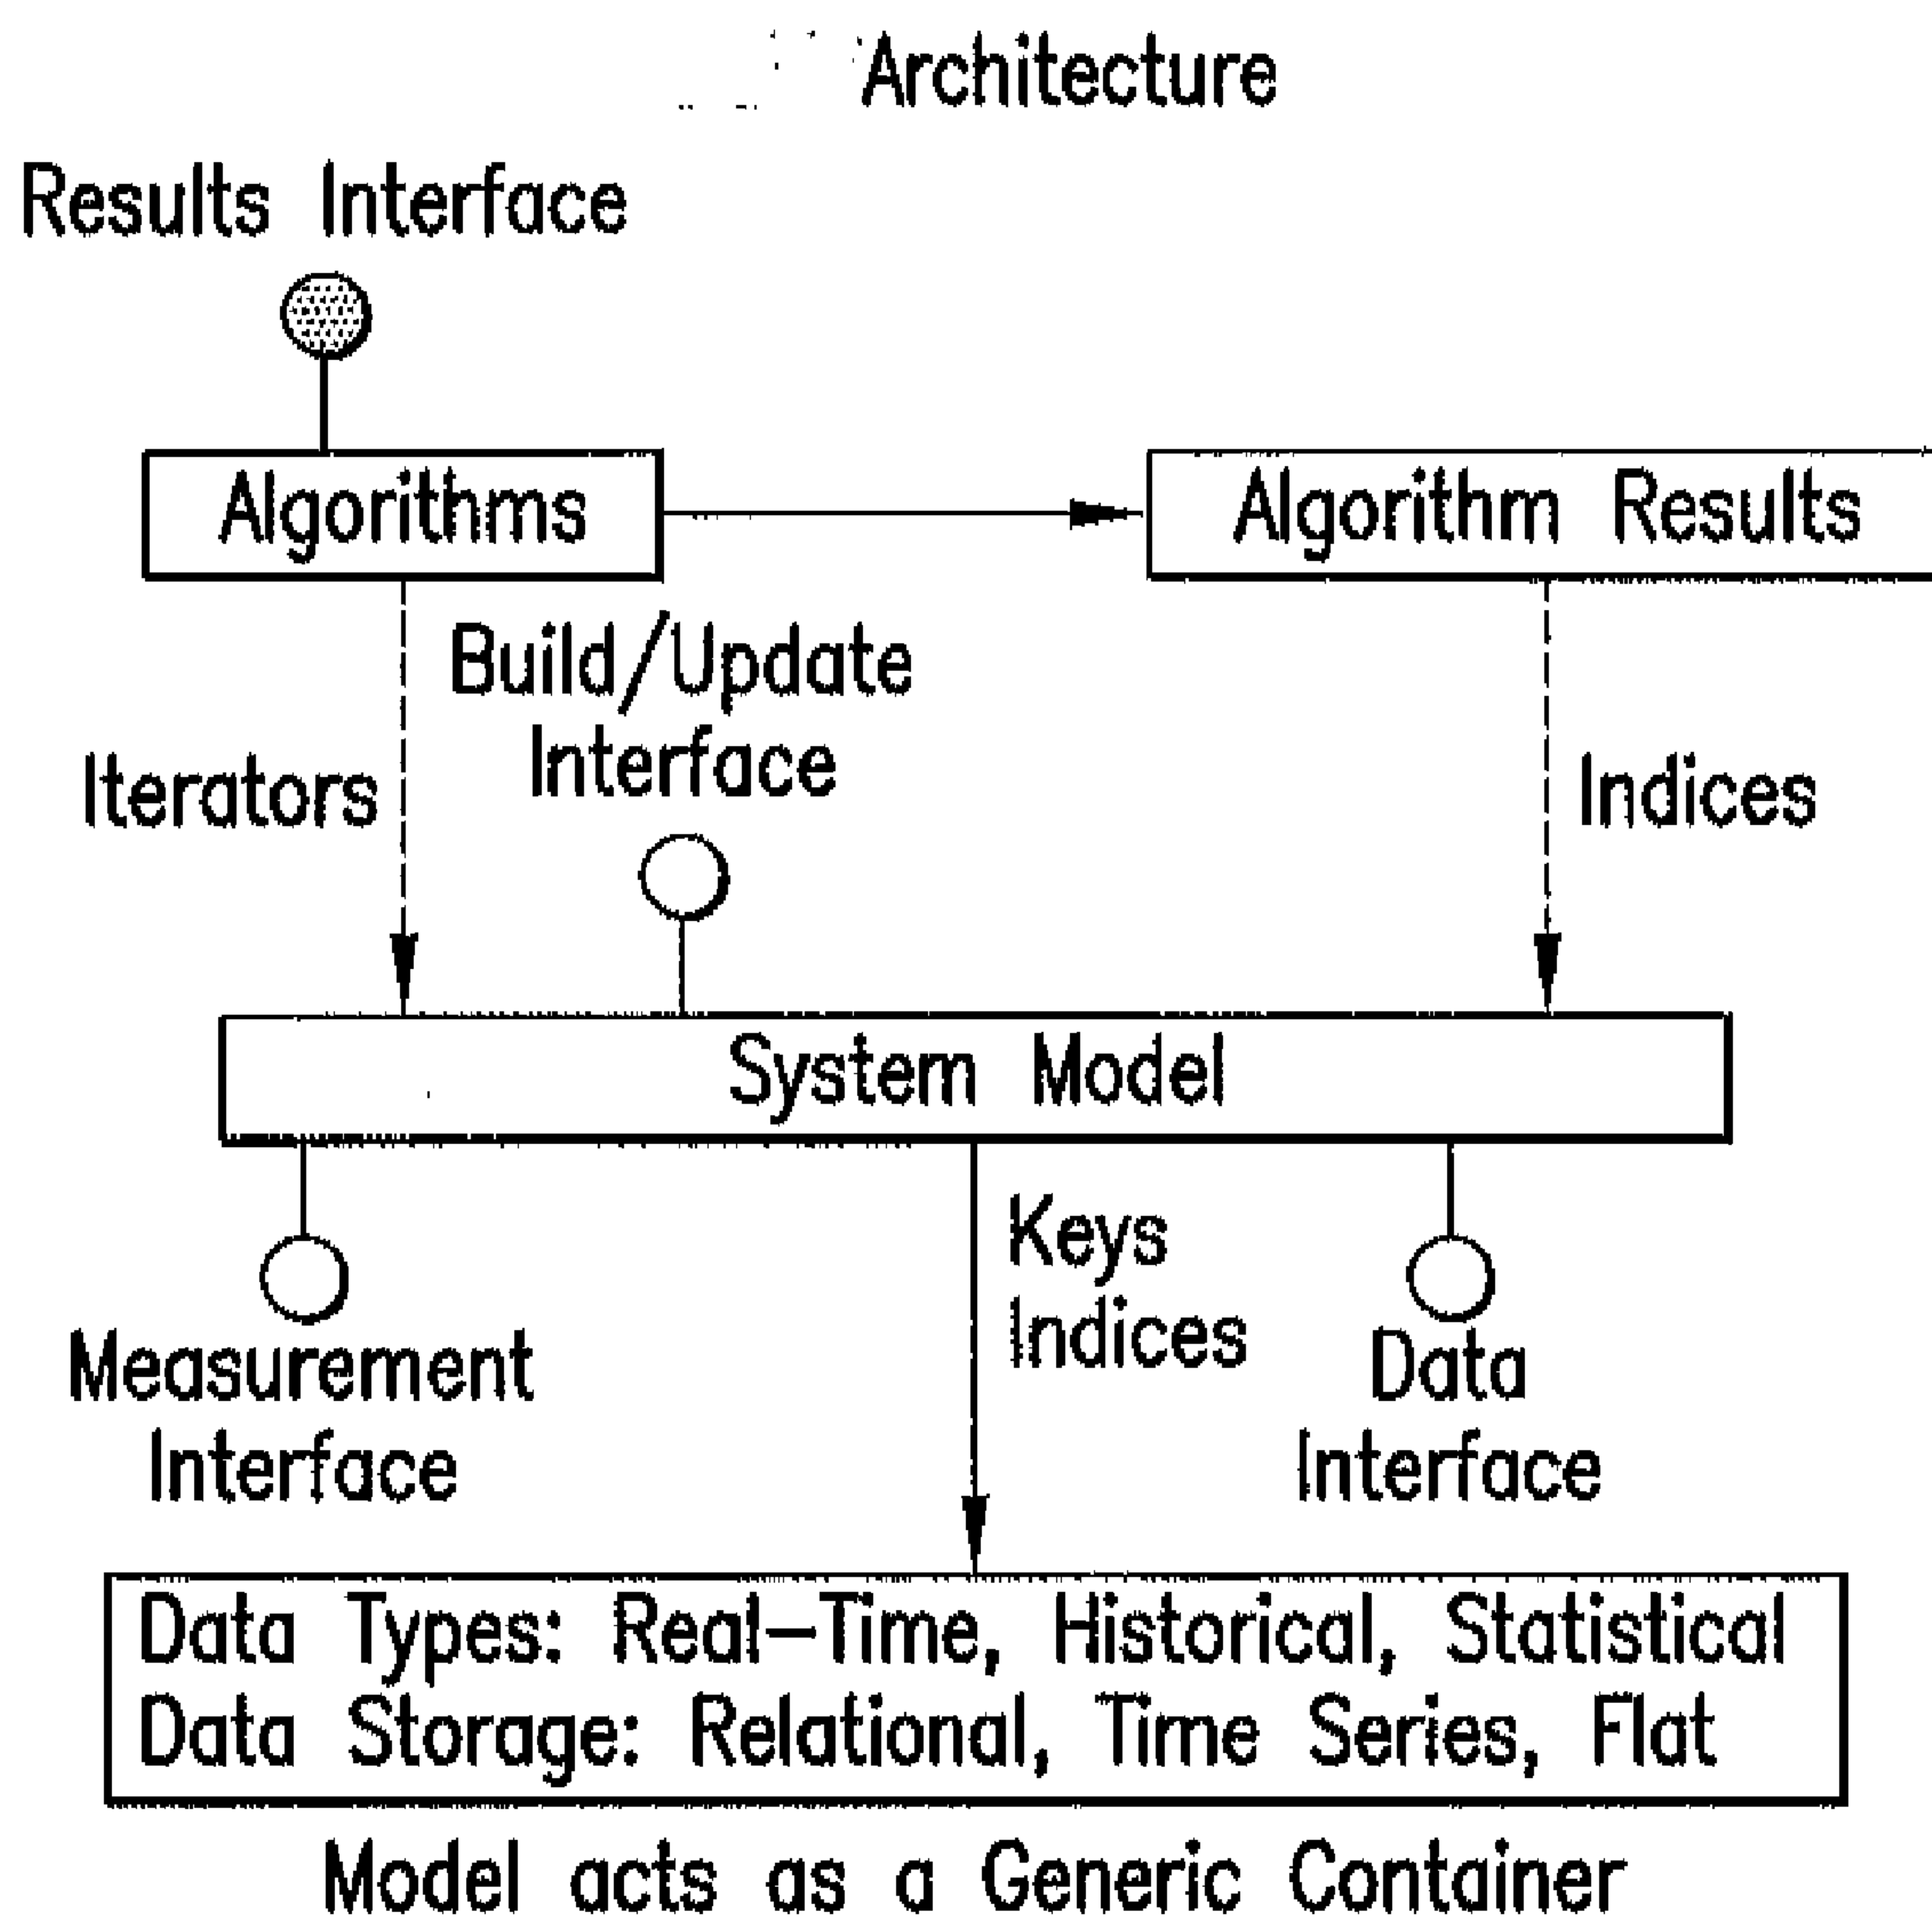 Architecture
Results Interface
Algorithms
Algorithm Results
Build/Update
Interface
Iterators
Indices
System Model
Keys
Indices
Measurement
Interface
Data
Interface
Data Types: Real-Time, Historical, Statistical
Data Storage: Relational, Time Series, Flat
Model acts as a Generic Container